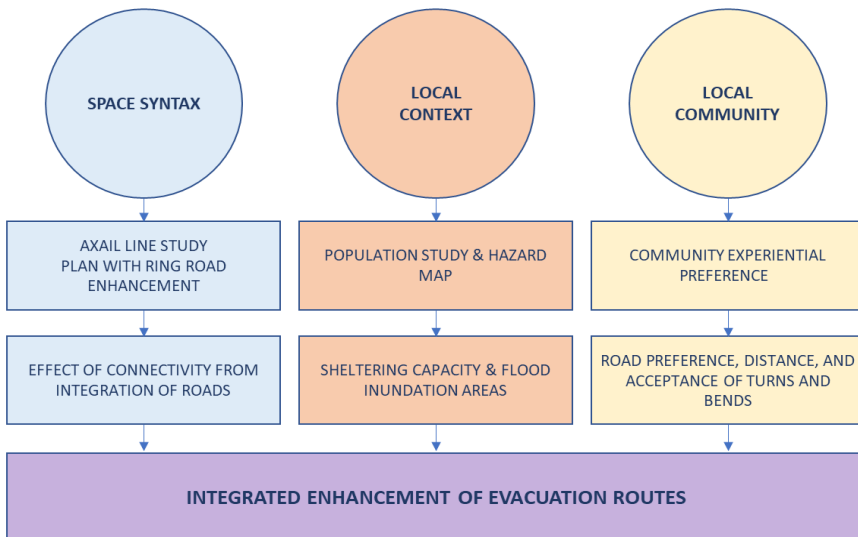 SPACE SYNTAX
LOCAL
CONTEXT
LOCAL
COMMUNITY
AXAIL LINE STUDY
PLAN WITH RING ROAD
ENHANCEMENT
POPULATION STUDY & HAZARD
MAP
COMMUNITY EXPERIENTIAL
PREFERENCE
EFFECT OF CONNECTIVITY FROM
INTEGRATION OF ROADS
SHELTERING CAPACITY & FLOOD
INUNDATION AREAS
ROAD PREFERENCE, DISTANCE, AND
ACCEPTANCE OF TURNS AND
BENDS
INTEGRATED ENHANCEMENT OF EVACUATION ROUTES